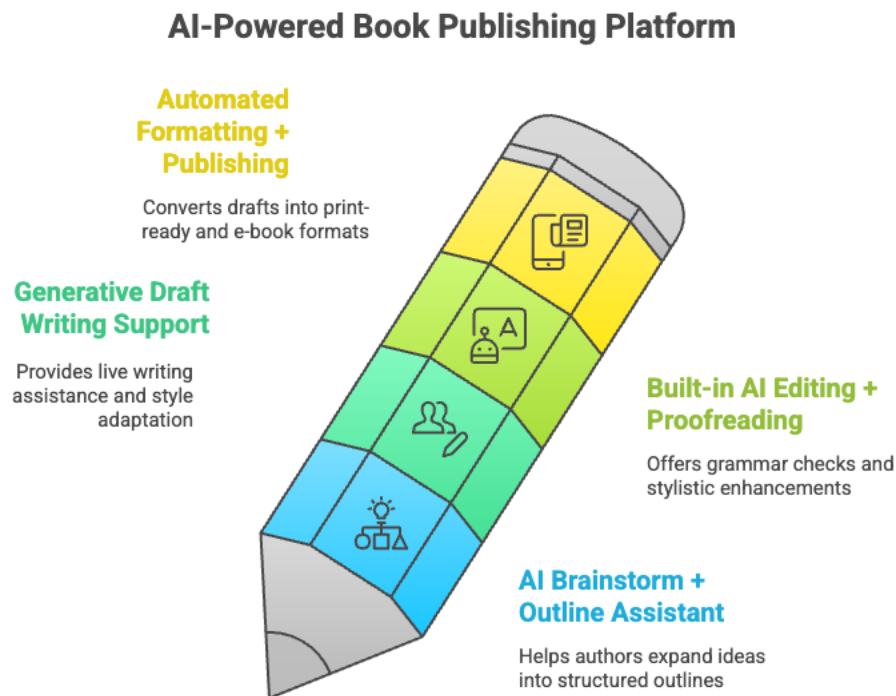 AI-Powered Book Publishing Platform
Automated
Formatting +
Publishing
Converts drafts into print-
ready and e-book formats
Generative Draft
Writing Support
Provides live writing
assistance and style
adaptation
A
Built-in AI Editing +
Proofreading
Offers grammar checks and
stylistic enhancements
AI Brainstorm +
Outline Assistant
Helps authors expand ideas
into structured outlines